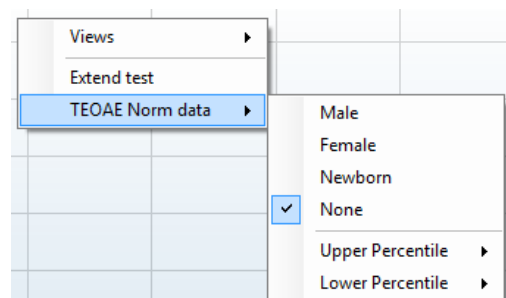 Views
Extend test
TEOAE Norm data
Male
Female
Newborn
None
Upper Percentile
Lower Percentile